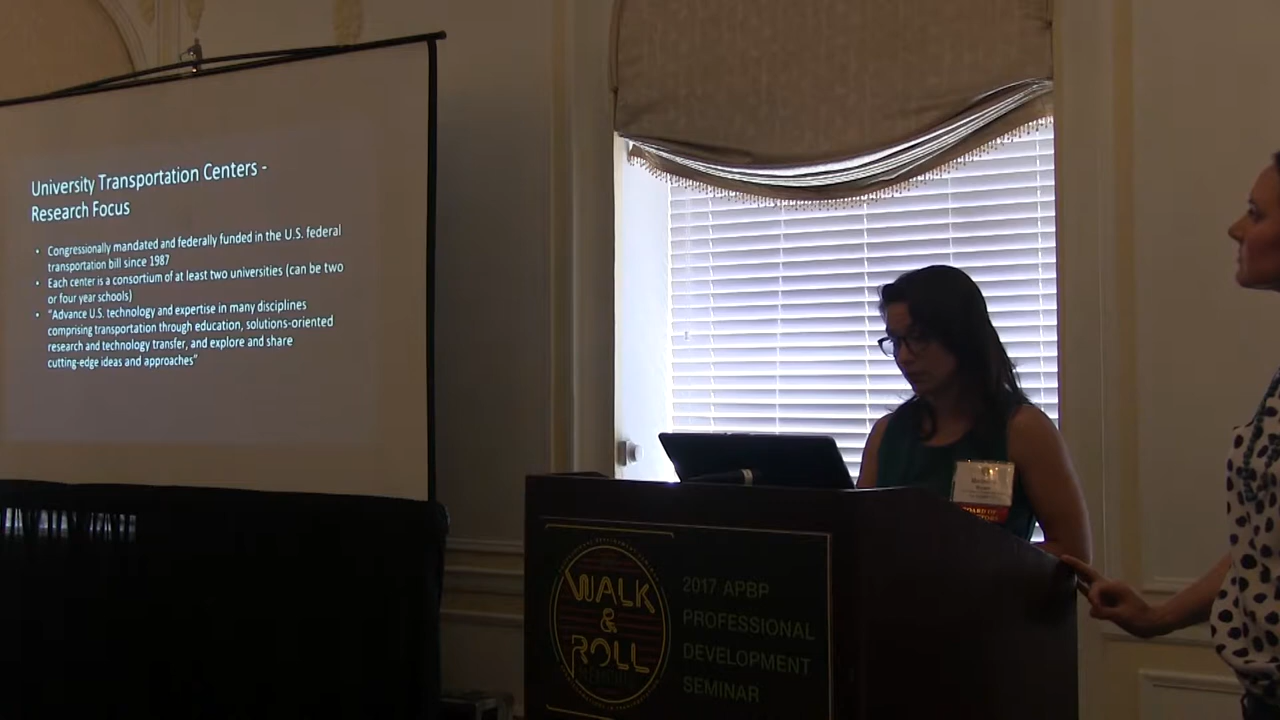 University Transportation Centers -
Research Focus
• Congressionally mandated and federally funded in the U.S. federal
transportation bill since 1987
• Each center is a consortium of at least two universities (can be two
or four year schools)
• “Advance U.S. technology and expertise in many disciplines
comprising transportation through education, solutions-oriented
research and technology transfer, and explore and share
cutting-edge ideas and approaches”
WALK
&
ROLL
2017 APBP
PROFESSIONAL
DEVELOPMENT
SEMINAR
BOARD OF